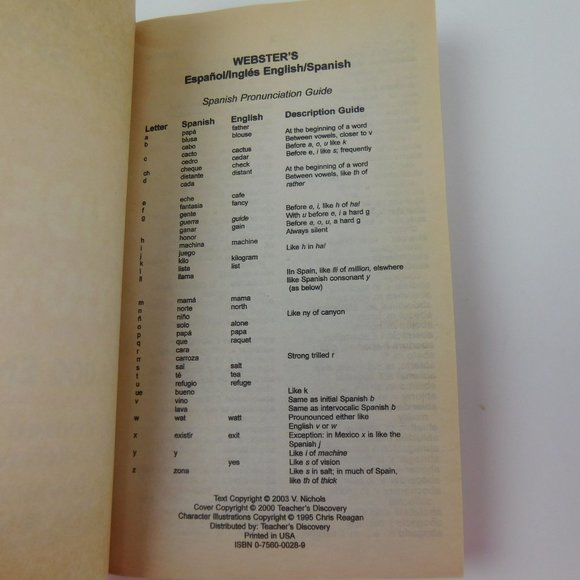 WEBSTER'S
Español/Inglés English/Spanish
Spanish Pronunciation Guide
Letter Spanish English Description Guide
a papá father
b blusa blouse At the beginning of a word
cabo Between vowels, closer to v
c cacto cactus Before a, o, u like k
cedro cedar Before e, i like s; frequently
ch cheque check
d distante distant At the beginning of a word
cada Between vowels, like th of
rather
e eche cafe
f fantasia fancy
g gente Before e, i, like h of ha!
guerra guide With u before e, i a hard g
ganar gain Before a, o, u, a hard g
h honor Always silent
i machina machine
j juego Like h in ha!
k kilo kilogram
l lista list
ll llama IIn Spain, like lli of million, elswhere
llike Spanish consonant y
(as below)
m mamá mama
n norte north
ñ niño Like ny of canyon
o solo alone
p papá papa
q que raquet
r cara
rr carroza Strong trilled r
s sal salt
t té tea
u refugio refuge
ue bueno Like k
v vino Same as initial Spanish b
lava Same as intervocalic Spanish b
w wat watt Prounounced either like
English v or w
x existir exit Exception: in Mexico x is like the
Spanish j
y y Like i of machine
yes Like s of vision
z zona Like s in salt; in much of Spain,
like th of thick
Text Copyright © 2003 V. Nichols
Cover Copyright © 2000 Teacher's Discovery
Character Illustrations Copyright © 1995 Chris Reagan
Distributed by: Teacher's Discovery
Printed in USA
ISBN 0-7560-0028-9